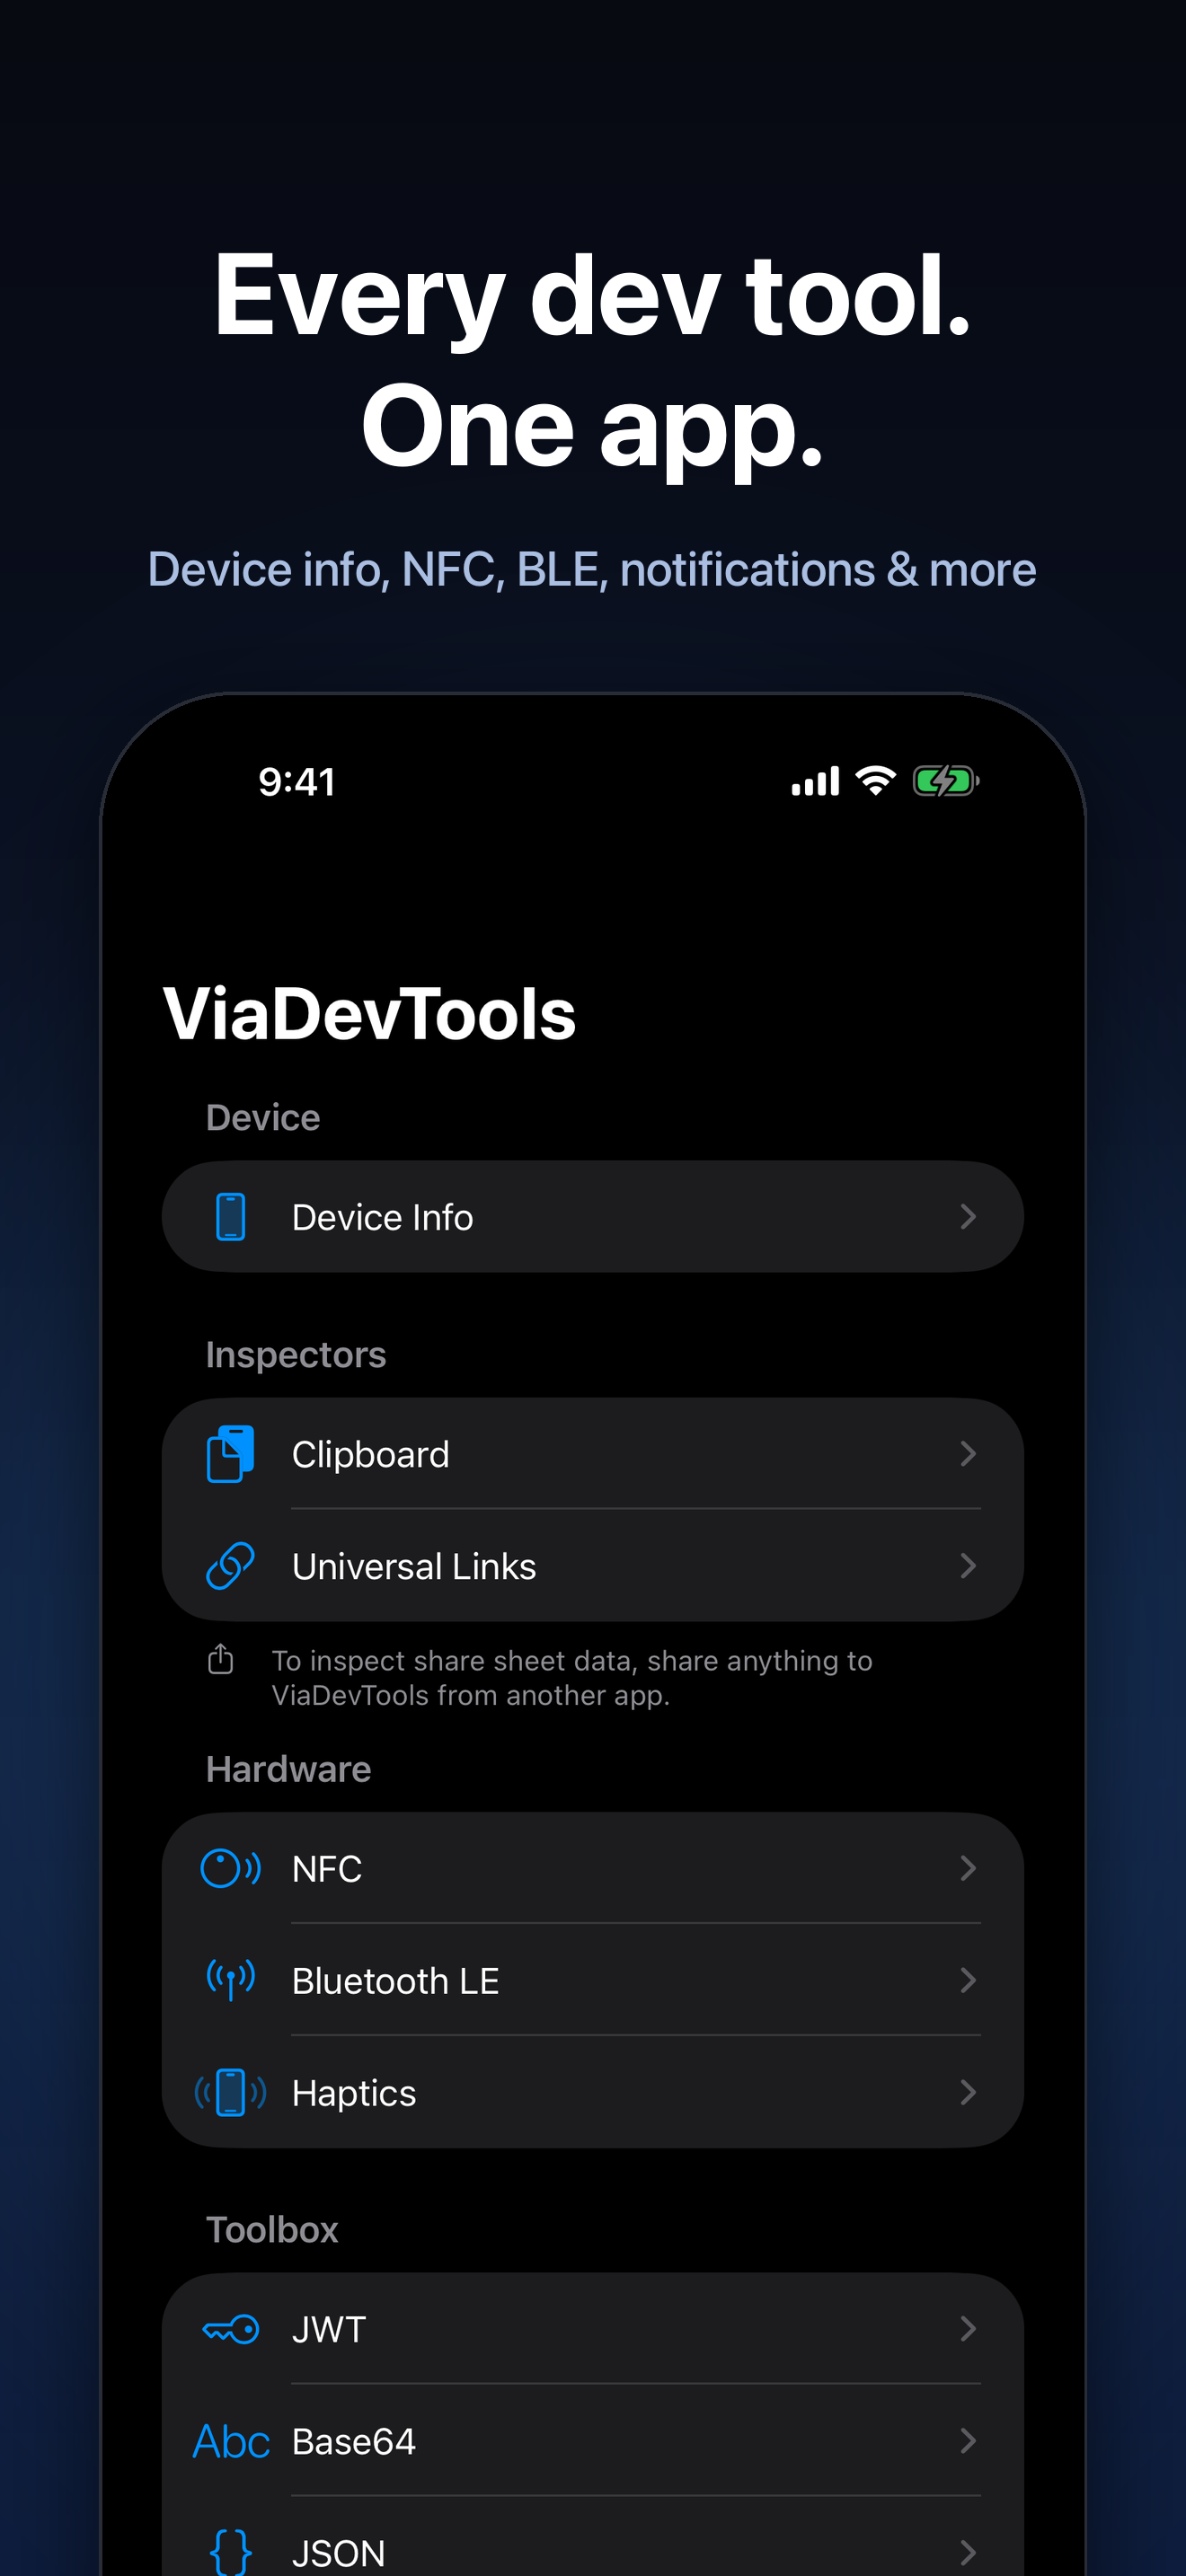 Every dev tool.
One app.
Device info, NFC, BLE, notifications & more
9:41
ViaDevTools
Device
Device Info
Inspectors
Clipboard
Universal Links
To inspect share sheet data, share anything to
ViaDevTools from another app.
Hardware
NFC
Bluetooth LE
Haptics
Toolbox
JWT
Abc Base64
{} JSON